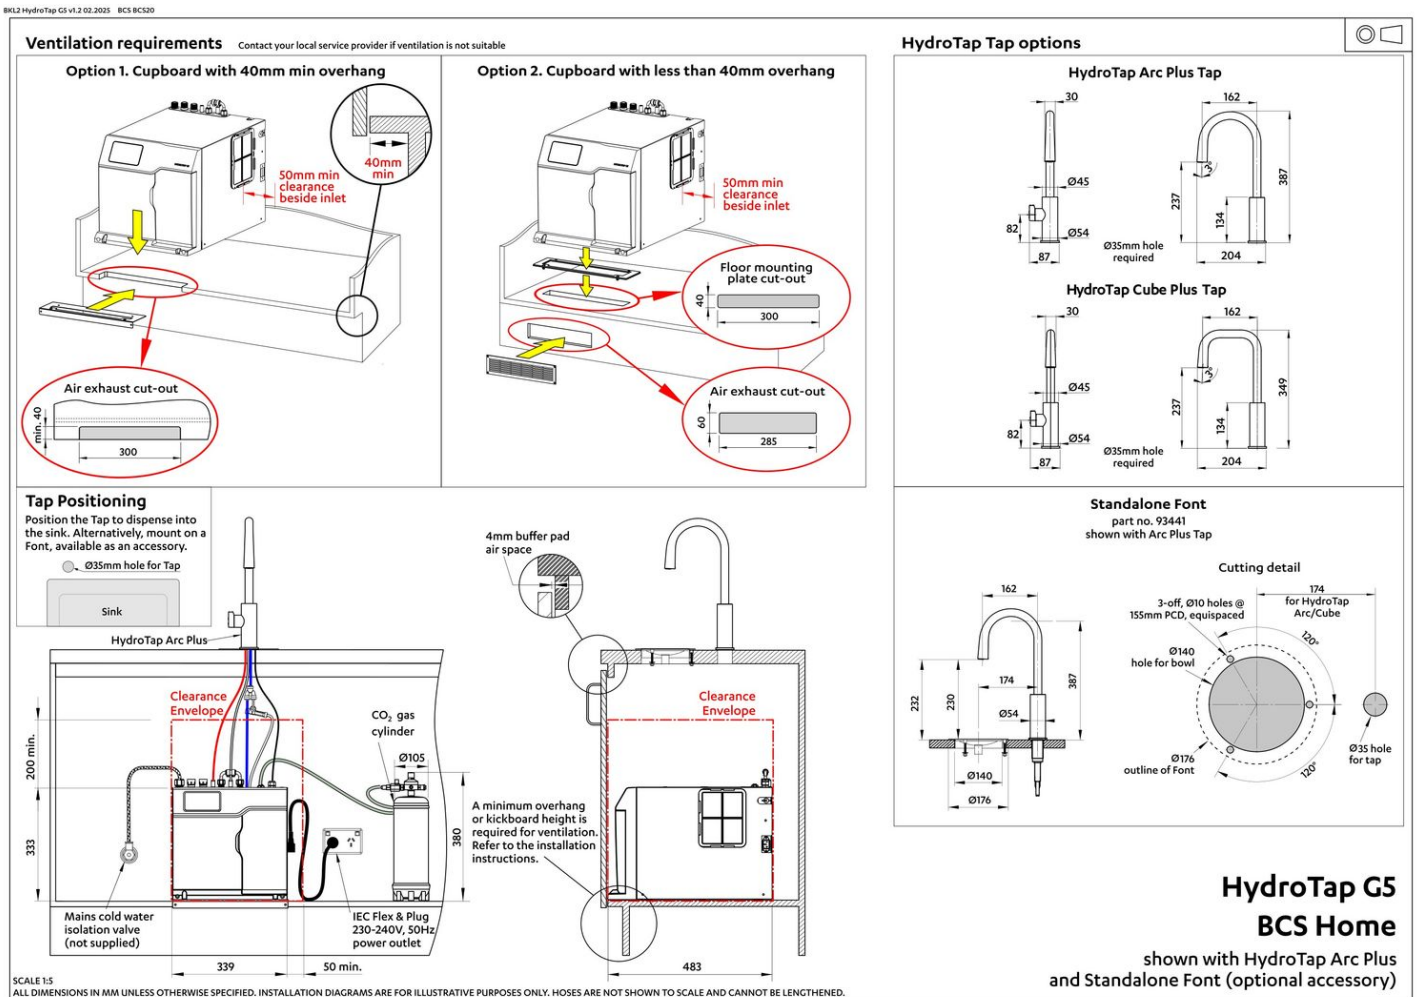 BKL2 HydroTap G5 v1.2 02.2025 BCS BCS20
Ventilation requirements Contact your local service provider if ventilation is not suitable
Option 1. Cupboard with 40mm min overhang
40mm
min
50mm min
clearance
beside inlet
Air exhaust cut-out
min. 40
300
Option 2. Cupboard with less than 40mm overhang
50mm min
clearance
beside inlet
Floor mounting
plate cut-out
40
300
Air exhaust cut-out
60
285
HydroTap Tap options
HydroTap Arc Plus Tap
30
162
Ø45
3°
387
237
134
82
Ø54
87
Ø35mm hole
required
204
HydroTap Cube Plus Tap
30
162
3°
Ø45
349
237
134
82
Ø54
87
Ø35mm hole
required
204
Tap Positioning
Position the Tap to dispense into
the sink. Alternatively, mount on a
Font, available as an accessory.
Ø35mm hole for Tap
Sink
HydroTap Arc Plus
Clearance
Envelope
CO₂ gas
cylinder
Ø105
200 min.
333
380
Mains cold water
isolation valve
(not supplied)
IEC Flex & Plug
230-240V, 50Hz
power outlet
339
50 min.
4mm buffer pad
air space
Clearance
Envelope
A minimum overhang
or kickboard height is
required for ventilation.
Refer to the installation
instructions.
483
Standalone Font
part no. 93441
shown with Arc Plus Tap
162
174
387
232
230
Ø54
Ø140
Ø176
Cutting detail
174
for HydroTap
Arc/Cube
3-off, Ø10 holes @
155mm PCD, equispaced
120°
Ø140
hole for bowl
Ø176
outline of Font
120°
Ø35 hole
for tap
HydroTap G5
BCS Home
shown with HydroTap Arc Plus
and Standalone Font (optional accessory)
SCALE 1:5
ALL DIMENSIONS IN MM UNLESS OTHERWISE SPECIFIED. INSTALLATION DIAGRAMS ARE FOR ILLUSTRATIVE PURPOSES ONLY. HOSES ARE NOT SHOWN TO SCALE AND CANNOT BE LENGTHENED.